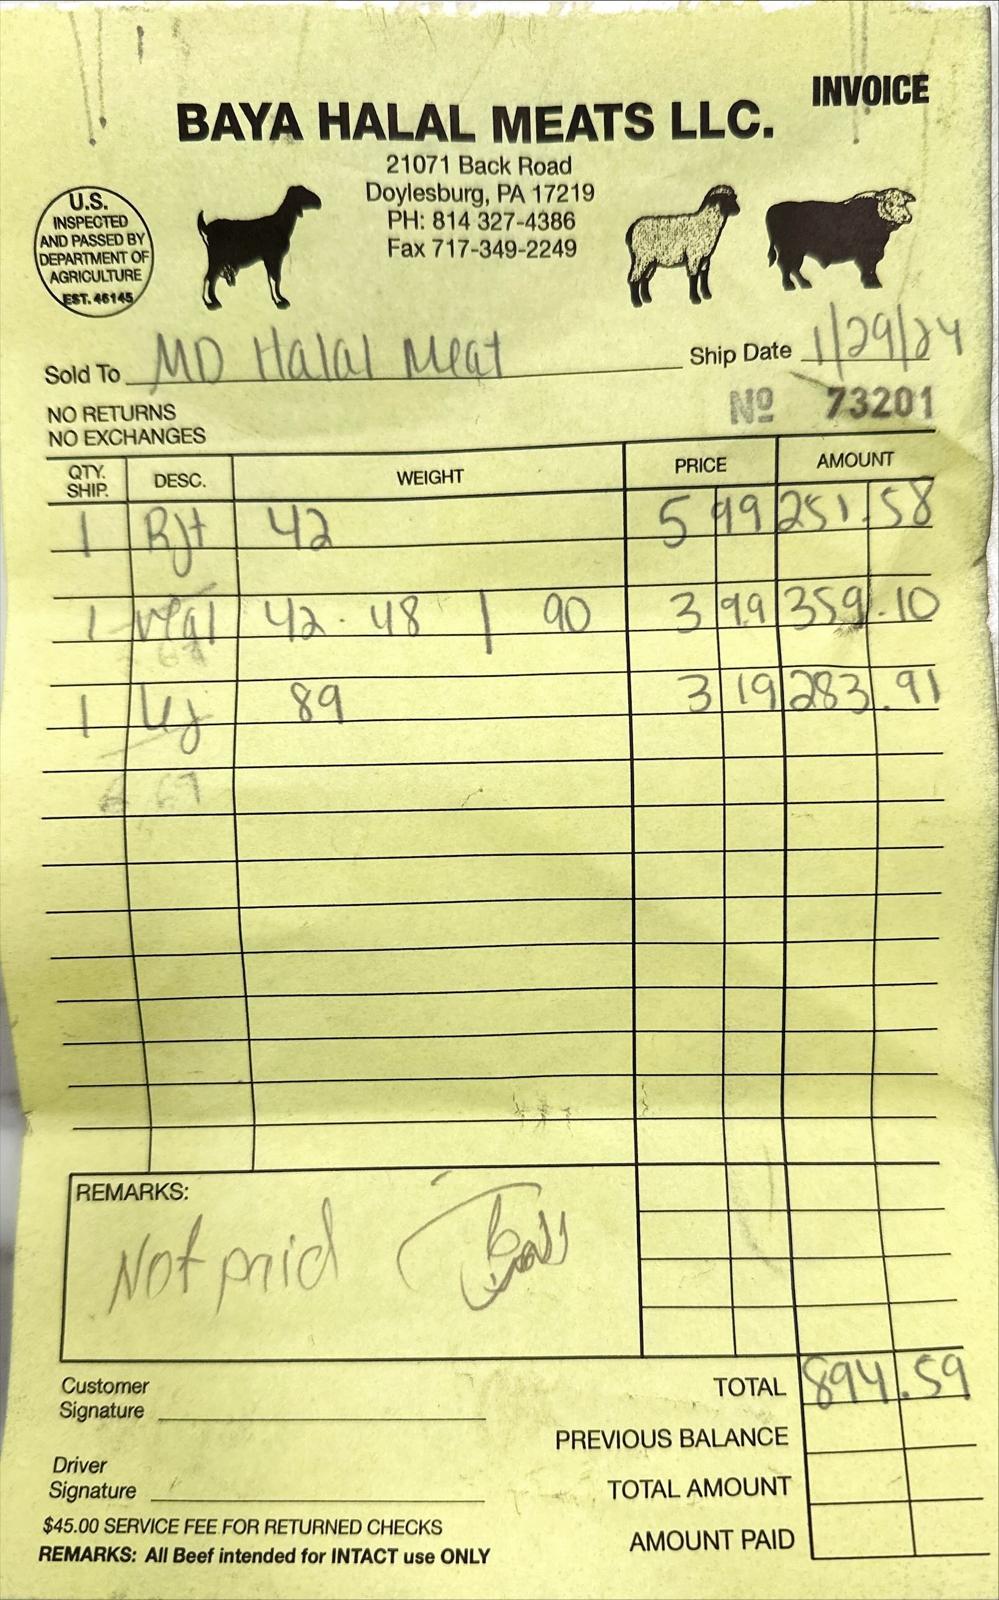 INVOICE
BAYA HALAL MEATS LLC.
21071 Back Road
Doylesburg, PA 17219
PH: 814 327-4386
Fax 717-349-2249
U.S.
INSPECTED
AND PASSED BY
DEPARTMENT OF
AGRICULTURE
EST. 46145
Sold To MD Halal Meat Ship Date 1/29/24
NO RETURNS
NO EXCHANGES
Nº 73201
QTY. SHIP. DESC. WEIGHT PRICE AMOUNT
1 42 5 99 251.58
1 42. 48 | 90 3 99 359.10
1 89 3 19 283.91
REMARKS:
Not paid
Customer
Signature
TOTAL 894.59
PREVIOUS BALANCE
Driver
Signature
TOTAL AMOUNT
AMOUNT PAID
$45.00 SERVICE FEE FOR RETURNED CHECKS
REMARKS: All Beef intended for INTACT use ONLY